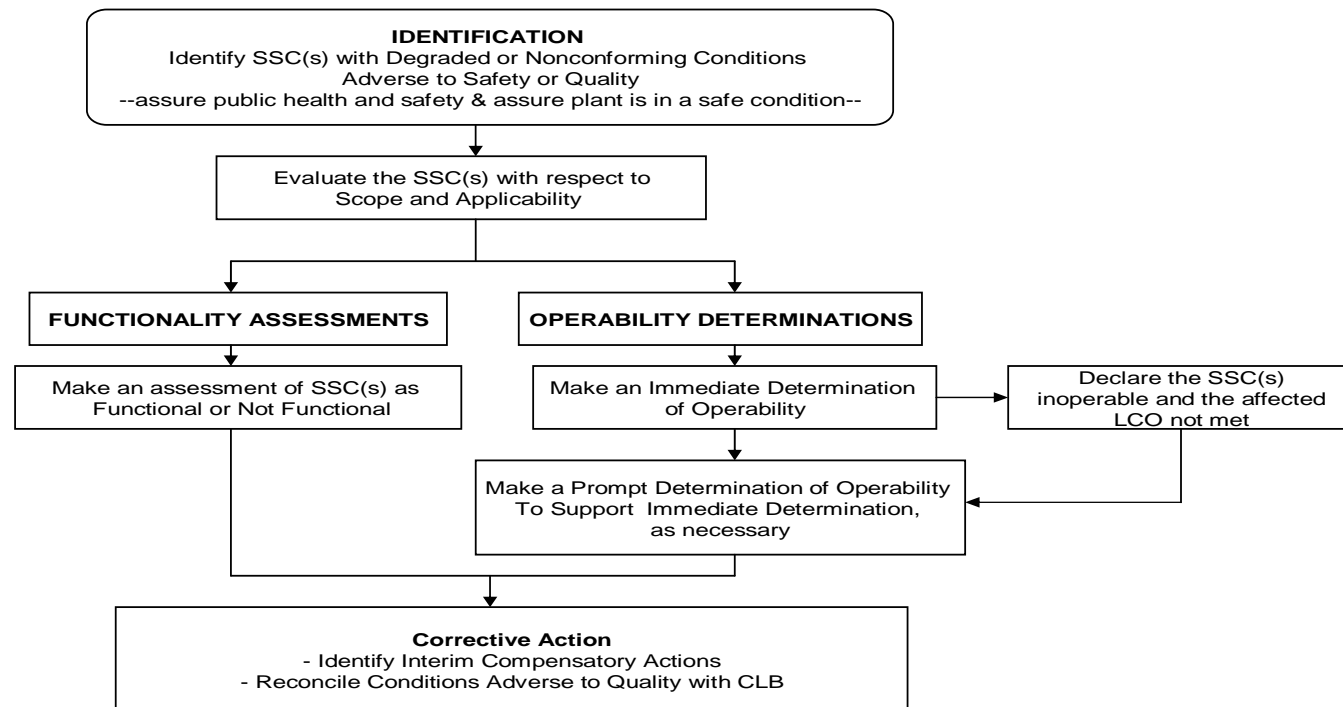 IDENTIFICATION
Identify SSC(s) with Degraded or Nonconforming Conditions
Adverse to Safety or Quality
--assure public health and safety & assure plant is in a safe condition--
Evaluate the SSC(s) with respect to
Scope and Applicability
FUNCTIONALITY ASSESSMENTS
OPERABILITY DETERMINATIONS
Make an assessment of SSC(s) as
Functional or Not Functional
Make an Immediate Determination
of Operability
Declare the SSC(s)
inoperable and the affected
LCO not met
Make a Prompt Determination of Operability
To Support Immediate Determination,
as necessary
Corrective Action
- Identify Interim Compensatory Actions
- Reconcile Conditions Adverse to Quality with CLB